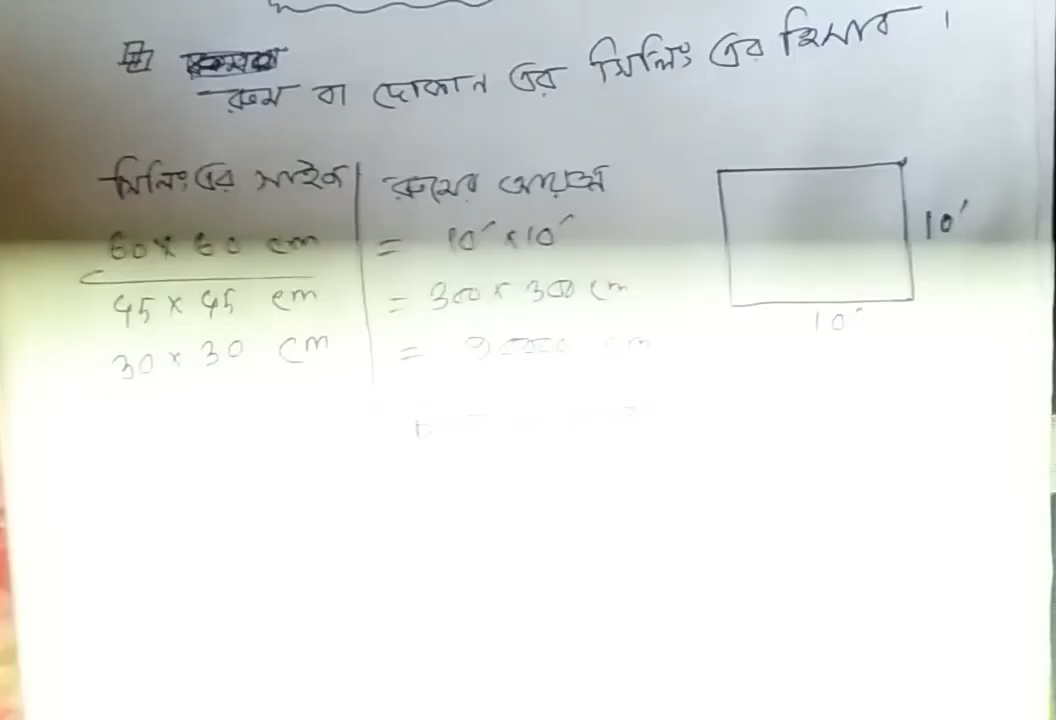 রুম বা দোকান এর সিলিং এর হিসাব ।
সিলিং এর সাইজ
রুমের আয়তন
60 x 60 cm
= 10' x 10'
45 x 45 cm
= 300 x 300 cm
30 x 30 cm
=
10'
10'